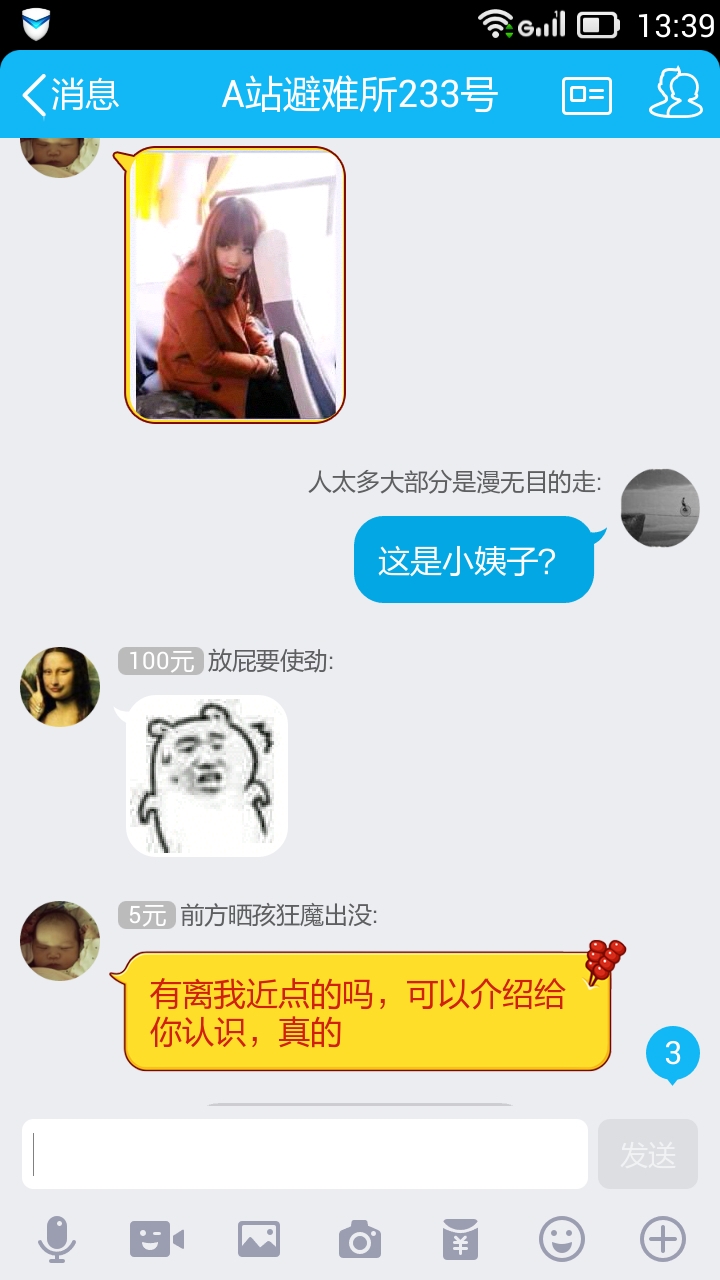 G 13:39
消息 A站避难所233号
人太多大部分是漫无目的走:
这是小姨子?
100元 放屁要使劲:
5元 前方晒孩狂魔出没:
有离我近点的吗，可以介绍给
你认识，真的
3
发送